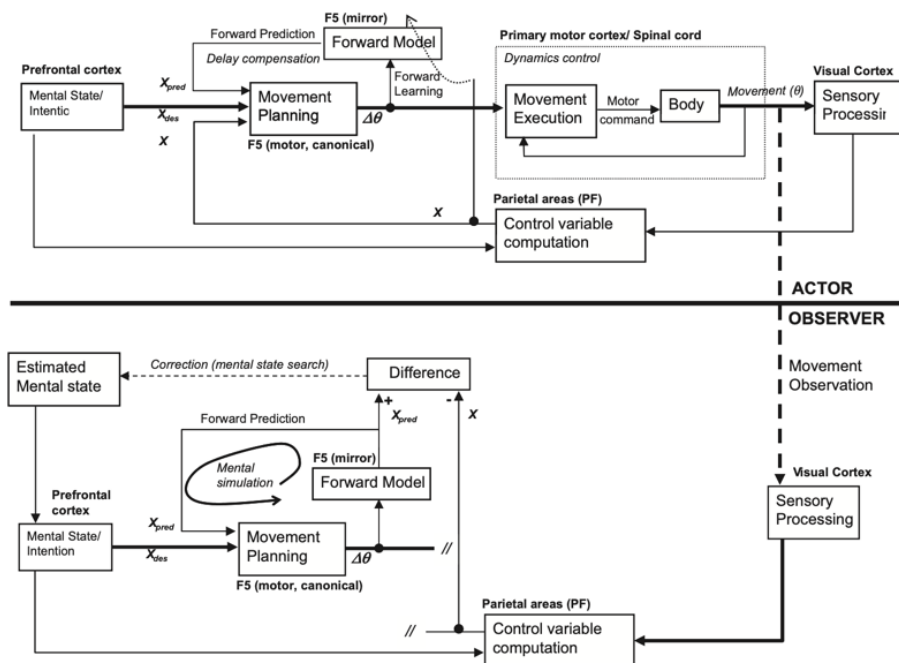 F5 (mirror)
Forward Prediction
Forward Model
Primary motor cortex/ Spinal cord
Delay compensation
Dynamics control
Prefrontal cortex
Visual Cortex
Mental State/
Intentic
X_pred
X_des
X
Movement
Planning
Δθ
F5 (motor, canonical)
Forward
Learning
Movement
Execution
Motor
command
Body
Movement (θ)
Sensory
Processir
Parietal areas (PF)
X
Control variable
computation
ACTOR
OBSERVER
Estimated
Mental state
Correction (mental state search)
Difference
Movement
Observation
+
-
X_pred
X
Forward Prediction
F5 (mirror)
Mental
simulation
Forward Model
Visual Cortex
Prefrontal
cortex
Sensory
Processing
Mental State/
Intention
X_pred
X_des
Movement
Planning
Δθ
//
F5 (motor, canonical)
Parietal areas (PF)
//
Control variable
computation